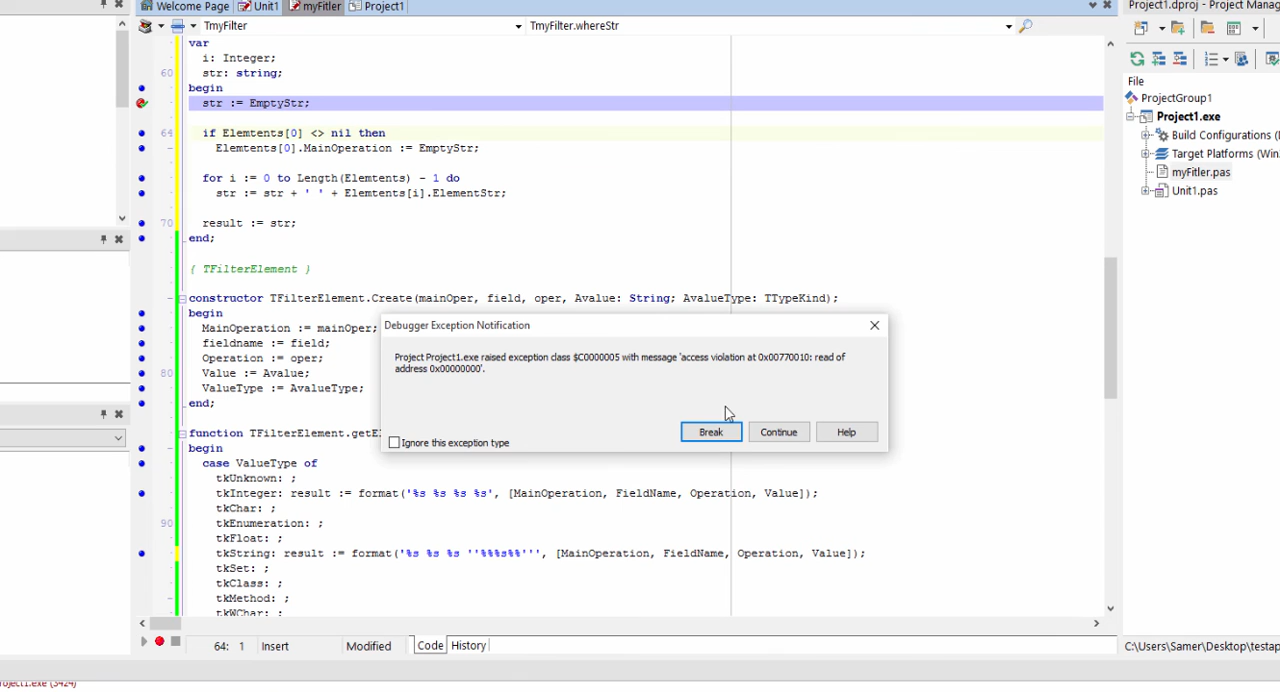 Welcome Page Unit1 myFitler Project1
TmyFilter TmyFilter.whereStr
var
i: Integer;
60 str: string;
begin
str := EmptyStr;
64 if Elemtents[0] <> nil then
Elemtents[0].MainOperation := EmptyStr;
for i := 0 to Length(Elemtents) - 1 do
str := str + ' ' + Elemtents[i].ElementStr;
70 result := str;
end;
{ TFilterElement }
constructor TFilterElement.Create(mainOper, field, oper, Avalue: String; AvalueType: TTypeKind);
begin
MainOperation := mainOper;
fieldname := field;
Operation := oper;
80 Value := Avalue;
ValueType := AvalueType;
end;
function TFilterElement.getE
begin
case ValueType of
tkUnknown: ;
tkInteger: result := format('%s %s %s %s', [MainOperation, FieldName, Operation, Value]);
tkChar: ;
90 tkEnumeration: ;
tkFloat: ;
tkString: result := format('%s %s %s ''%%%s%%''', [MainOperation, FieldName, Operation, Value]);
tkSet: ;
tkClass: ;
tkMethod: ;
tkWChar: ;
64: 1 Insert Modified Code History
Debugger Exception Notification
Project Project1.exe raised exception class $C0000005 with message 'access violation at 0x00770010: read of
address 0x00000000'.
Break Continue Help
Ignore this exception type
Project1.dproj - Project Manag
File
ProjectGroup1
Project1.exe
Build Configurations (
Target Platforms (Win
myFitler.pas
Unit1.pas
C:\Users\Samer\Desktop\testap
roject1.exe (3424)